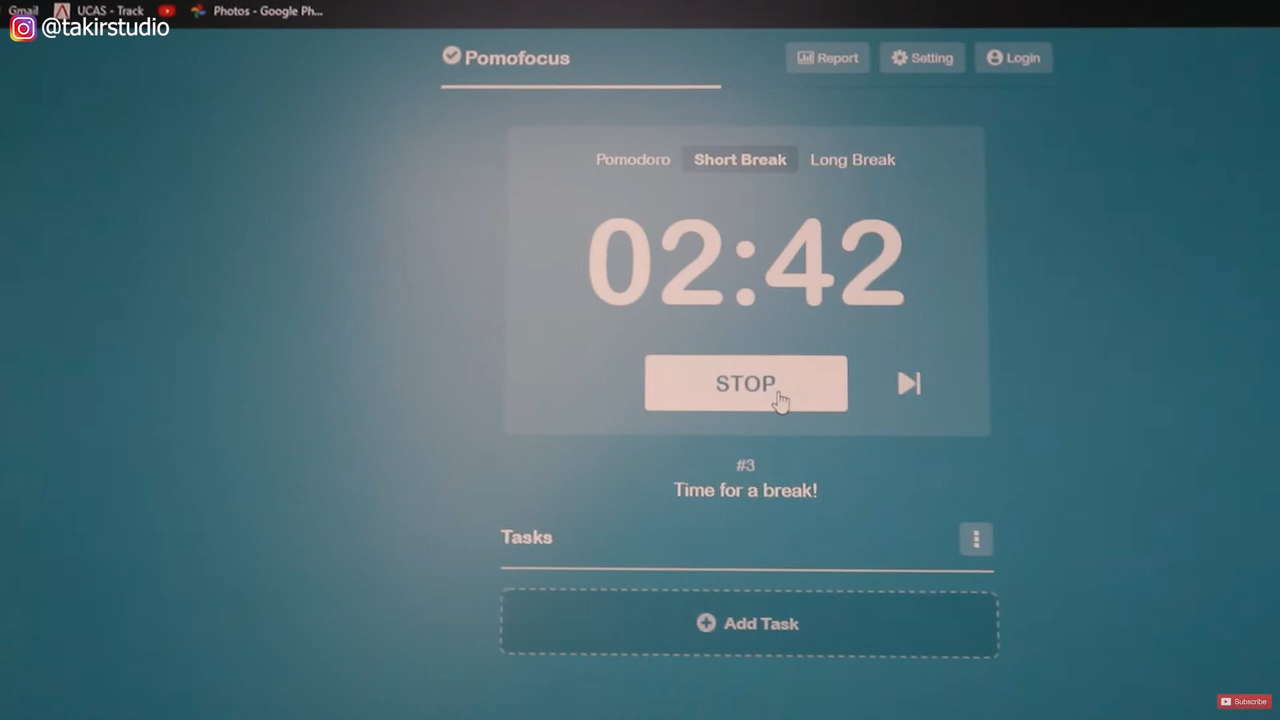 Gmail UCAS - Track Photos - Google Ph...
@takirstudio
Pomofocus
Report Setting Login
Pomodoro Short Break Long Break
02:42
STOP
#3
Time for a break!
Tasks
Add Task
Subscribe